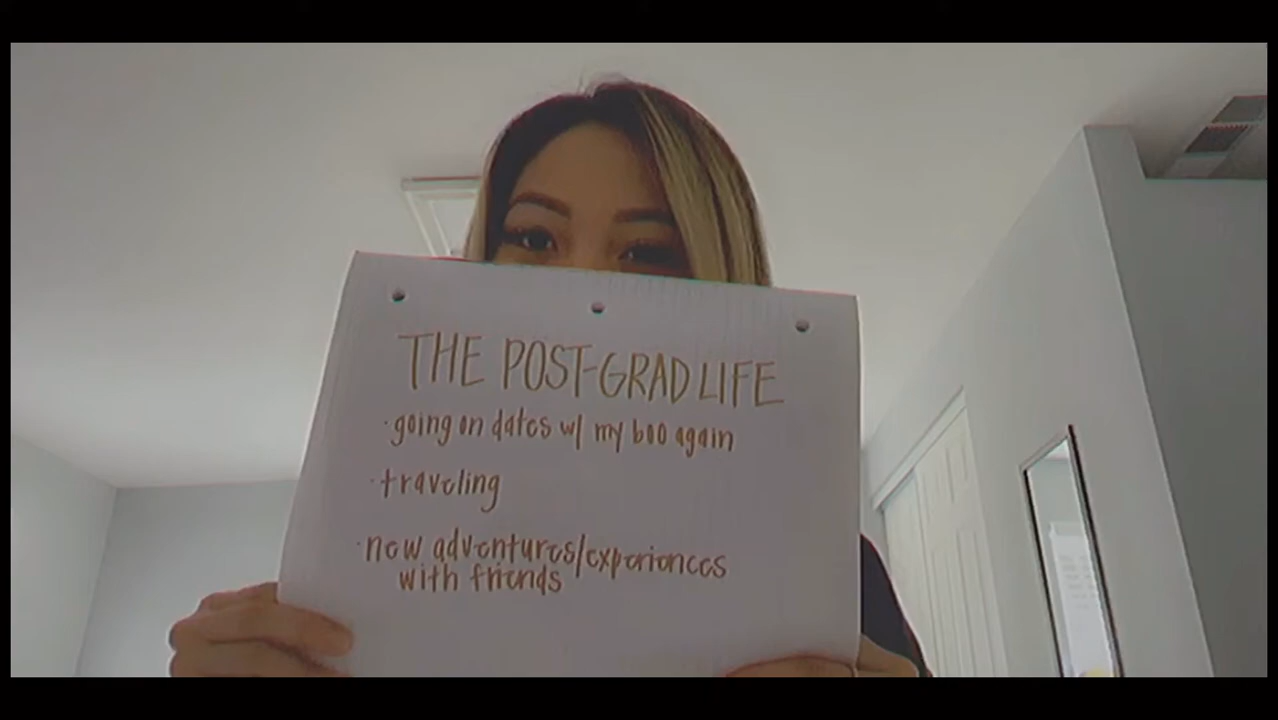 THE POST-GRAD LIFE
·going on dates w/ my boo again
·traveling
·new adventures/experiences
with friends